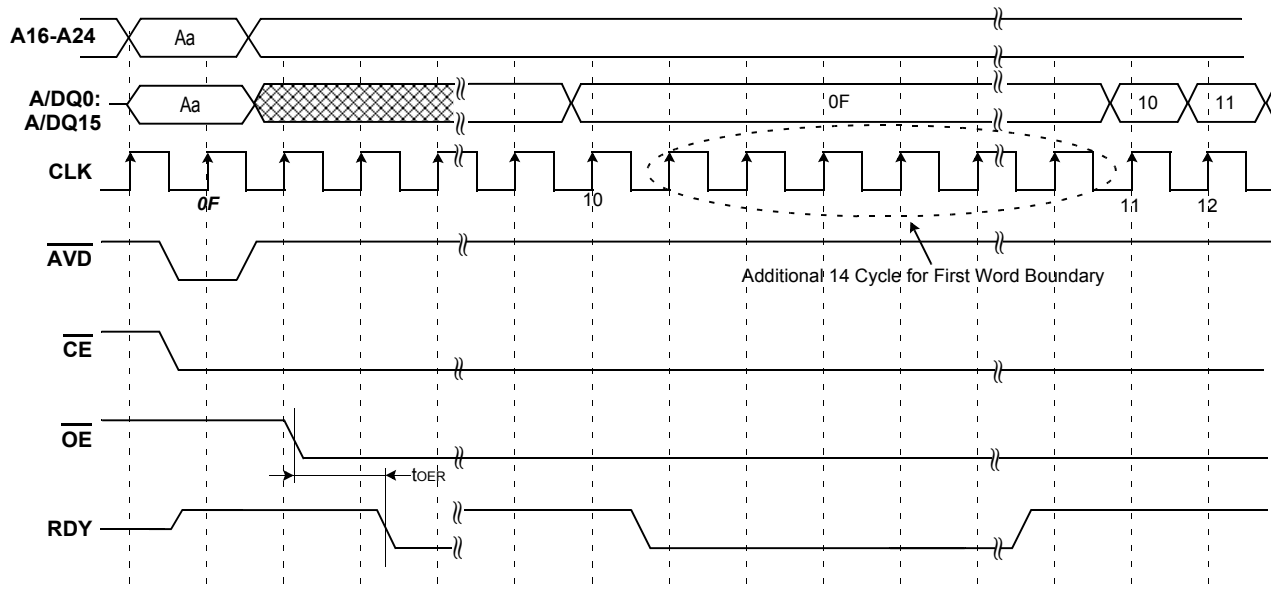 A16-A24
Aa
A/DQ0:
A/DQ15
Aa
0F
10
11
CLK
0F
10
11
12
AVD
Additional 14 Cycle for First Word Boundary
CE
OE
tOER
RDY